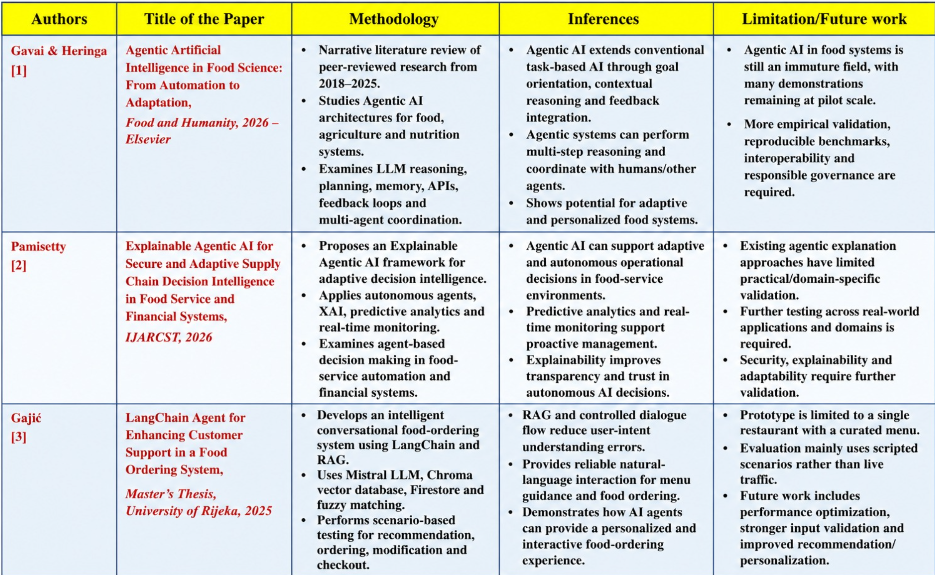 Authors
Title of the Paper
Methodology
Inferences
Limitation/Future work
Gavai & Heringa
[1]
Agentic Artificial
Intelligence in Food Science:
From Automation to
Adaptation,
Food and Humanity, 2026 –
Elsevier
• Narrative literature review of
peer-reviewed research from
2018–2025.
• Studies Agentic AI
architectures for food,
agriculture and nutrition
systems.
• Examines LLM reasoning,
planning, memory, APIs,
feedback loops and
multi-agent coordination.
• Agentic AI extends conventional
task-based AI through goal
orientation, contextual
reasoning and feedback
integration.
• Agentic systems can perform
multi-step reasoning and
coordinate with humans/other
agents.
• Shows potential for adaptive
and personalized food systems.
• Agentic AI in food systems is
still an immuture field, with
many demonstrations
remaining at pilot scale.
• More empirical validation,
reproducible benchmarks,
interoperability and
responsible governance are
required.
Pamisetty
[2]
Explainable Agentic AI for
Secure and Adaptive Supply
Chain Decision Intelligence
in Food Service and
Financial Systems,
IJARCST, 2026
• Proposes an Explainable
Agentic AI framework for
adaptive decision intelligence.
• Applies autonomous agents,
XAI, predictive analytics and
real-time monitoring.
• Examines agent-based
decision making in food-
service automation and
financial systems.
• Agentic AI can support adaptive
and autonomous operational
decisions in food-service
environments.
• Predictive analytics and real-
time monitoring support
proactive management.
• Explainability improves
transparency and trust in
autonomous AI decisions.
• Existing agentic explanation
approaches have limited
practical/domain-specific
validation.
• Further testing across real-world
applications and domains is
required.
• Security, explainability and
adaptability require further
validation.
Gajić
[3]
LangChain Agent for
Enhancing Customer
Support in a Food
Ordering System,
Master's Thesis,
University of Rijeka, 2025
• Develops an intelligent
conversational food-ordering
system using LangChain and
RAG.
• Uses Mistral LLM, Chroma
vector database, Firestore and
fuzzy matching.
• Performs scenario-based
testing for recommendation,
ordering, modification and
checkout.
• RAG and controlled dialogue
flow reduce user-intent
understanding errors.
• Provides reliable natural-
language interaction for menu
guidance and food ordering.
• Demonstrates how AI agents
can provide a personalized and
interactive food-ordering
experience.
• Prototype is limited to a single
restaurant with a curated menu.
• Evaluation mainly uses scripted
scenarios rather than live
traffic.
• Future work includes
performance optimization,
stronger input validation and
improved recommendation/
personalization.